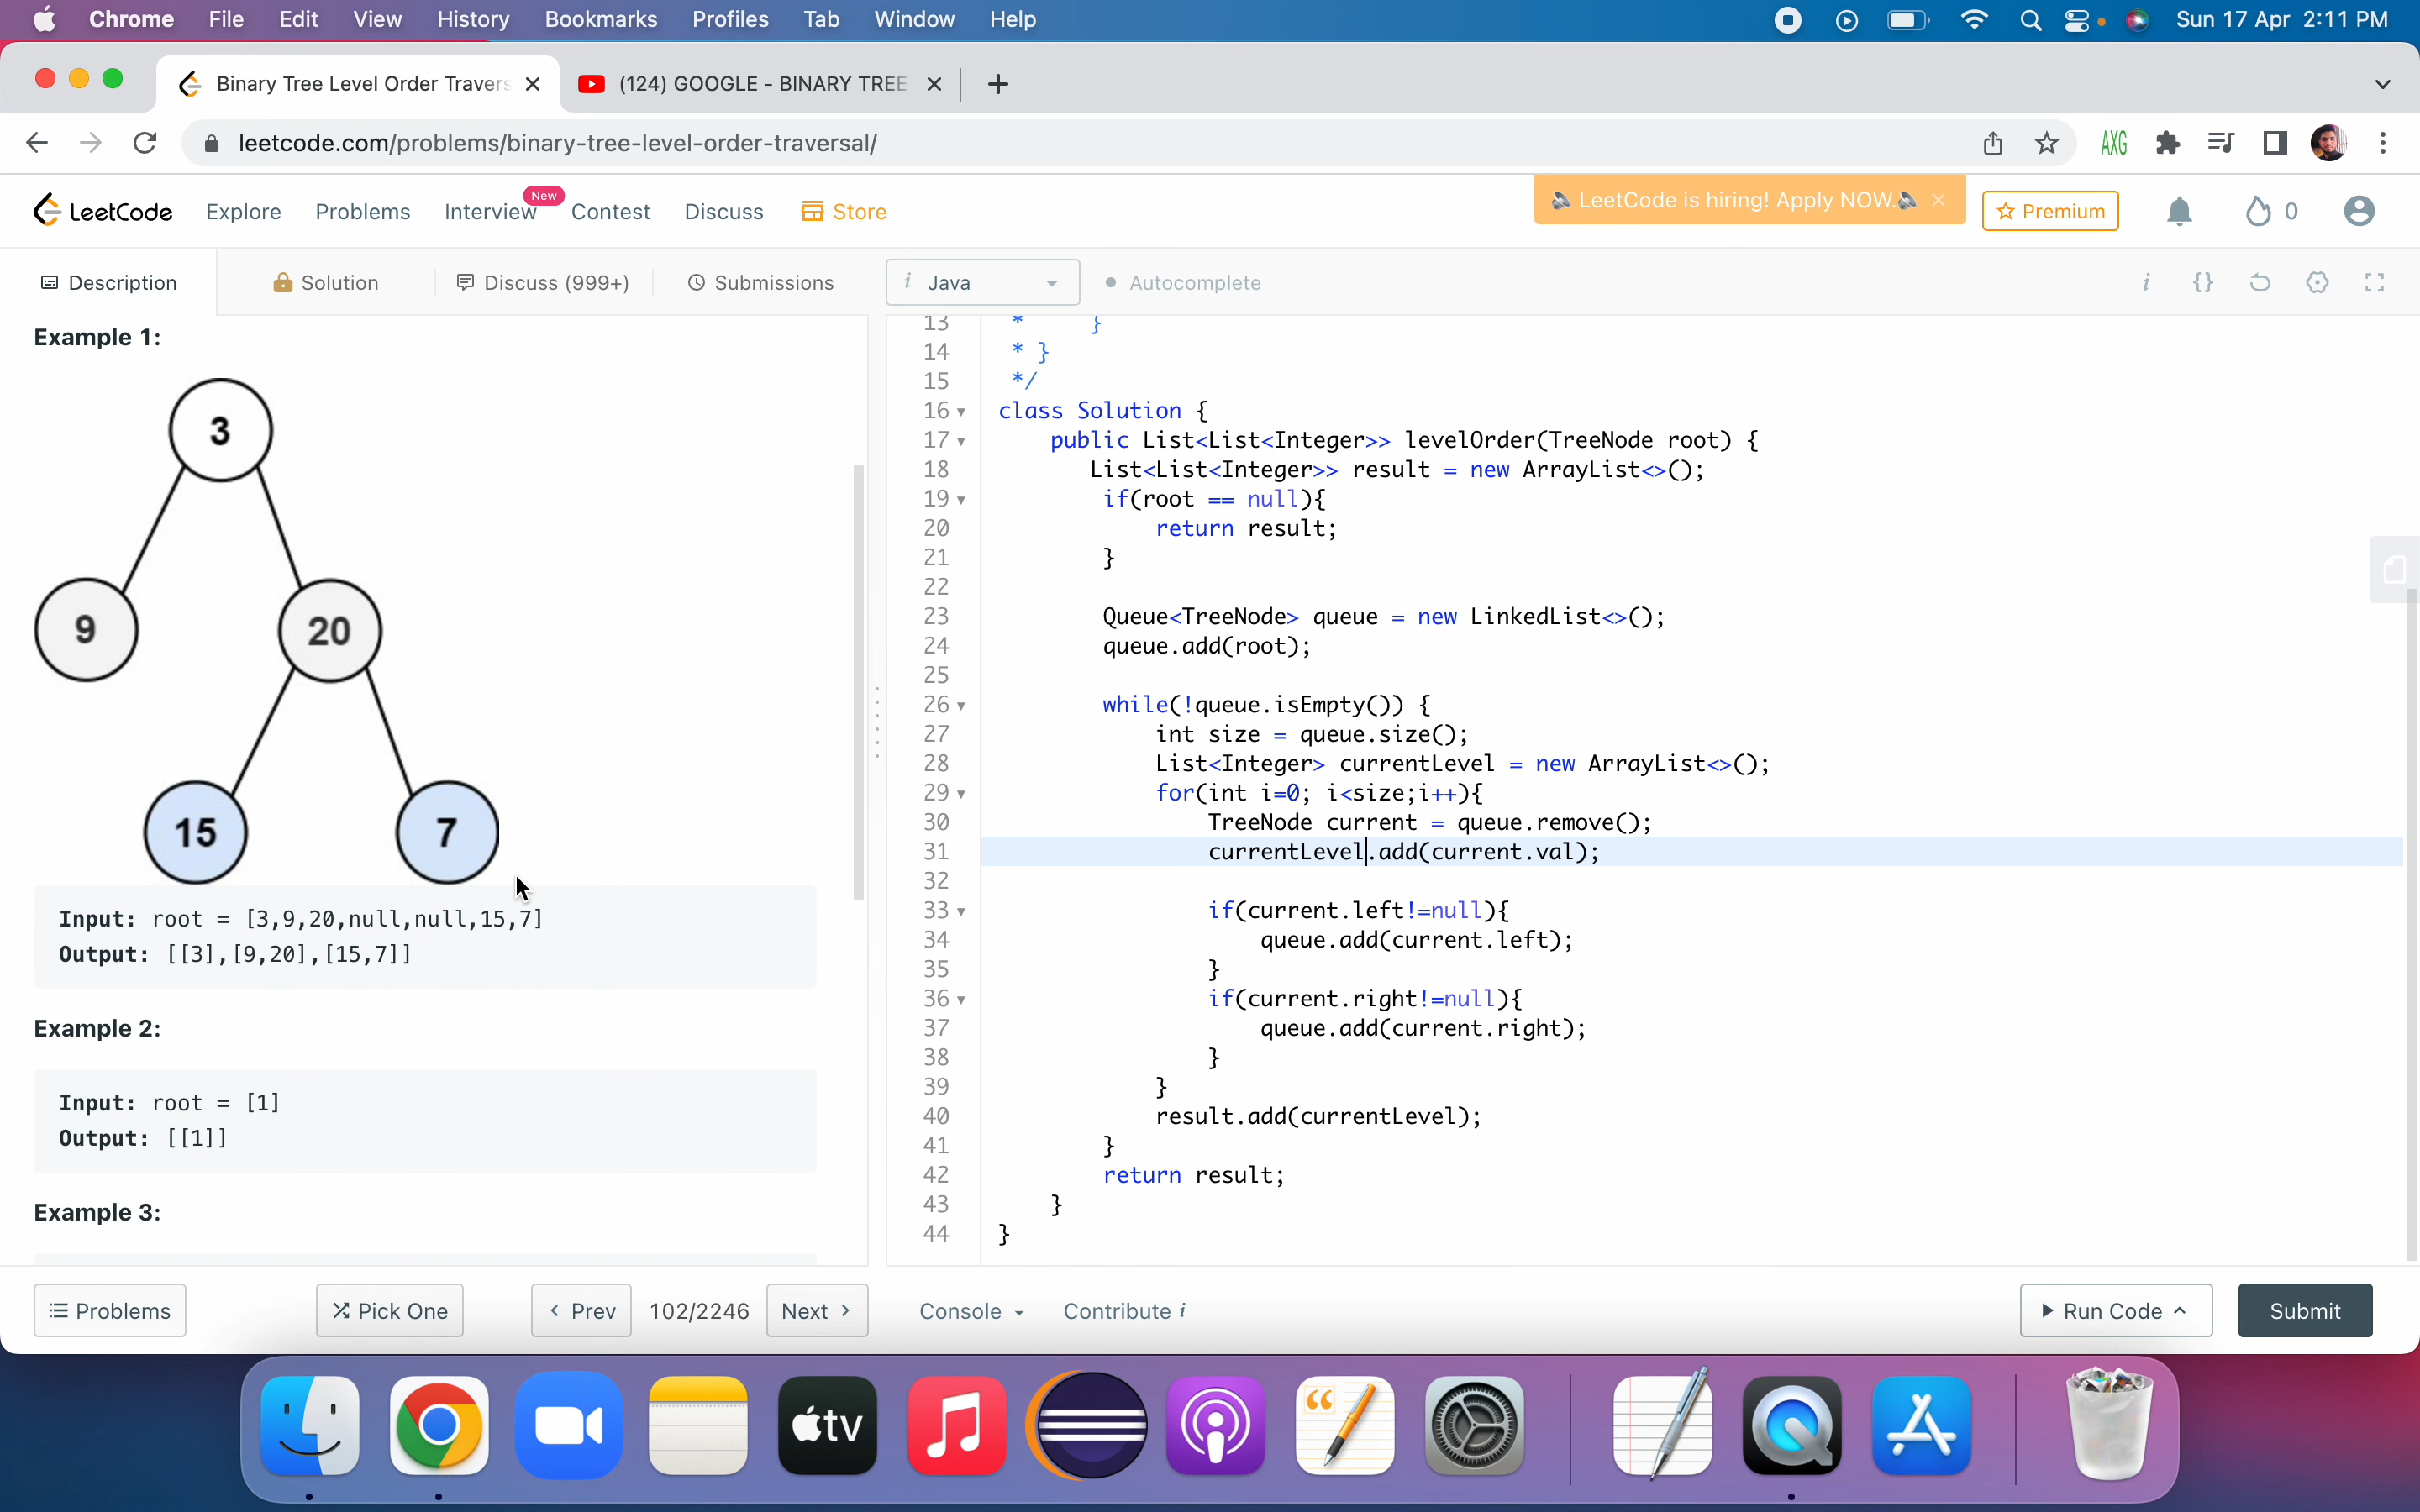 Chrome File Edit View History Bookmarks Profiles Tab Window Help Sun 17 Apr 2:11 PM
Binary Tree Level Order Travers (124) GOOGLE - BINARY TREE
leetcode.com/problems/binary-tree-level-order-traversal/ AXG
LeetCode Explore Problems Interview New Contest Discuss Store LeetCode is hiring! Apply NOW. Premium 0
Description Solution Discuss (999+) Submissions i Java Autocomplete i {}
Example 1:
3
9
20
15
7
Input: root = [3,9,20,null,null,15,7]
Output: [[3],[9,20],[15,7]]
Example 2:
Input: root = [1]
Output: [[1]]
Example 3:
13 * }
14 * }
15 */
16 class Solution {
17 public List<List<Integer>> levelOrder(TreeNode root) {
18 List<List<Integer>> result = new ArrayList<>();
19 if(root == null){
20 return result;
21 }
22
23 Queue<TreeNode> queue = new LinkedList<>();
24 queue.add(root);
25
26 while(!queue.isEmpty()) {
27 int size = queue.size();
28 List<Integer> currentLevel = new ArrayList<>();
29 for(int i=0; i<size;i++){
30 TreeNode current = queue.remove();
31 currentLevel.add(current.val);
32
33 if(current.left!=null){
34 queue.add(current.left);
35 }
36 if(current.right!=null){
37 queue.add(current.right);
38 }
39 }
40 result.add(currentLevel);
41 }
42 return result;
43 }
44 }
Problems Pick One Prev 102/2246 Next Console Contribute i Run Code Submit
tv